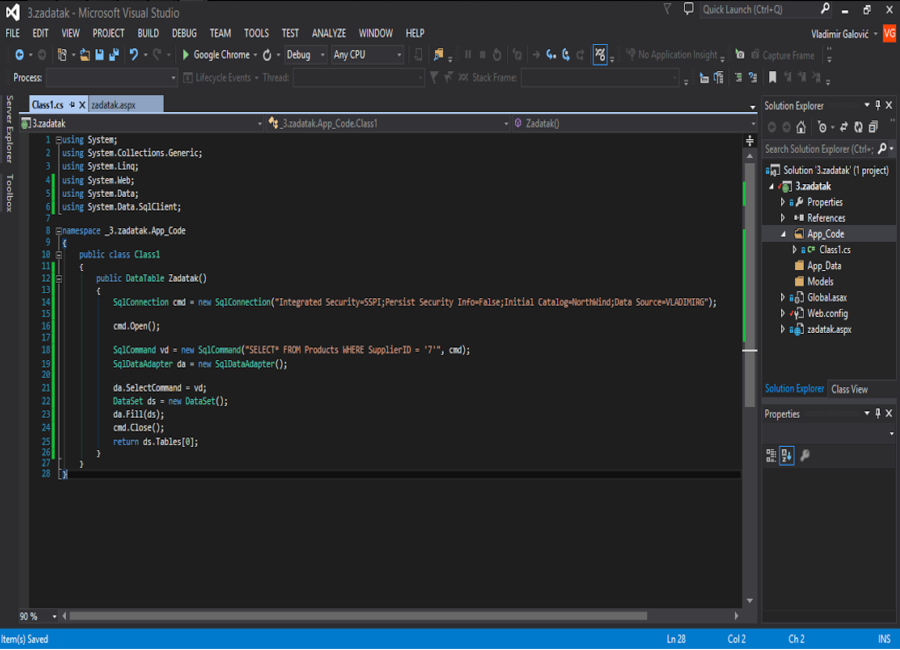 3.zadatak - Microsoft Visual Studio
Quick Launch (Ctrl+Q)
FILE EDIT VIEW PROJECT BUILD DEBUG TEAM TOOLS TEST ANALYZE WINDOW HELP
Vladimir Galović
VG
Google Chrome Debug Any CPU No Application Insight Capture Frame
Process: Lifecycle Events Thread: Stack Frame:
Server Explorer
Toolbox
Class1.cs zadatak.aspx
3.zadatak _3.zadatak.App_Code.Class1 Zadatak()
1 using System;
2 using System.Collections.Generic;
3 using System.Linq;
4 using System.Web;
5 using System.Data;
6 using System.Data.SqlClient;
7
8 namespace _3.zadatak.App_Code
9 {
10 public class Class1
11 {
12 public DataTable Zadatak()
13 {
14 SqlConnection cmd = new SqlConnection("Integrated Security=SSPI;Persist Security Info=False;Initial Catalog=NorthWind;Data Source=VLADIMIRG");
15
16 cmd.Open();
17
18 SqlCommand vd = new SqlCommand("SELECT* FROM Products WHERE SupplierID = '7'", cmd);
19 SqlDataAdapter da = new SqlDataAdapter();
20
21 da.SelectCommand = vd;
22 DataSet ds = new DataSet();
23 da.Fill(ds);
24 cmd.Close();
25 return ds.Tables[0];
26 }
27 }
28 }
90 %
Solution Explorer
Search Solution Explorer (Ctrl+;
Solution '3.zadatak' (1 project)
3.zadatak
Properties
References
App_Code
Class1.cs
App_Data
Models
Global.asax
Web.config
zadatak.aspx
Solution Explorer Class View
Properties
Item(s) Saved Ln 28 Col 2 Ch 2 INS